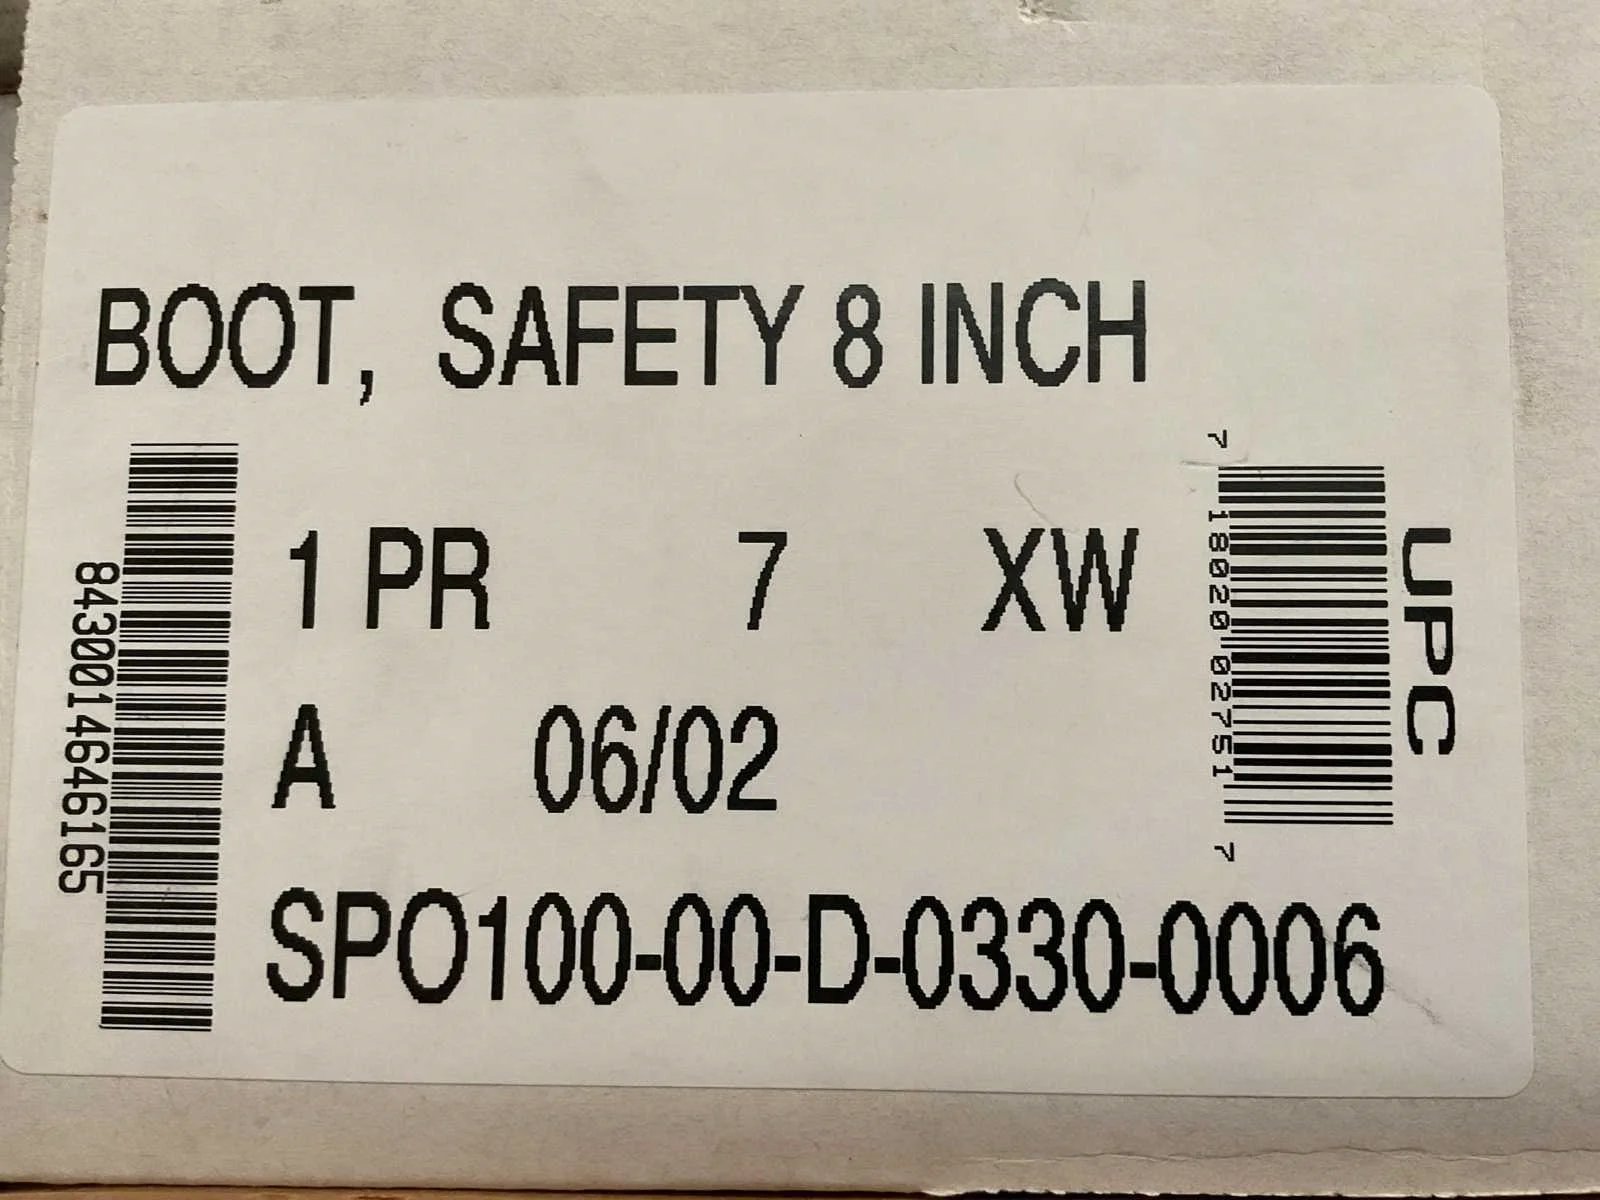 BOOT, SAFETY 8 INCH
1 PR 7 XW
A 06/02
SPO100-00-D-0330-0006
8430014646165
7 18020 02751 7
UPC